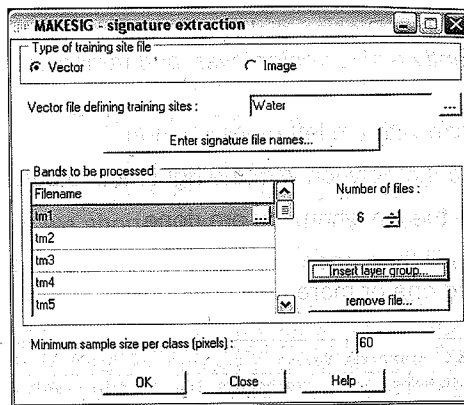 MAKESIG - signature extraction
Type of training site file
Vector
Image
Vector file defining training sites :
Water
...
Enter signature file names...
Bands to be processed
Filename
tm1
...
tm2
tm3
tm4
tm5
Number of files :
6
Insert layer group...
remove file...
Minimum sample size per class (pixels) :
60
OK
Close
Help